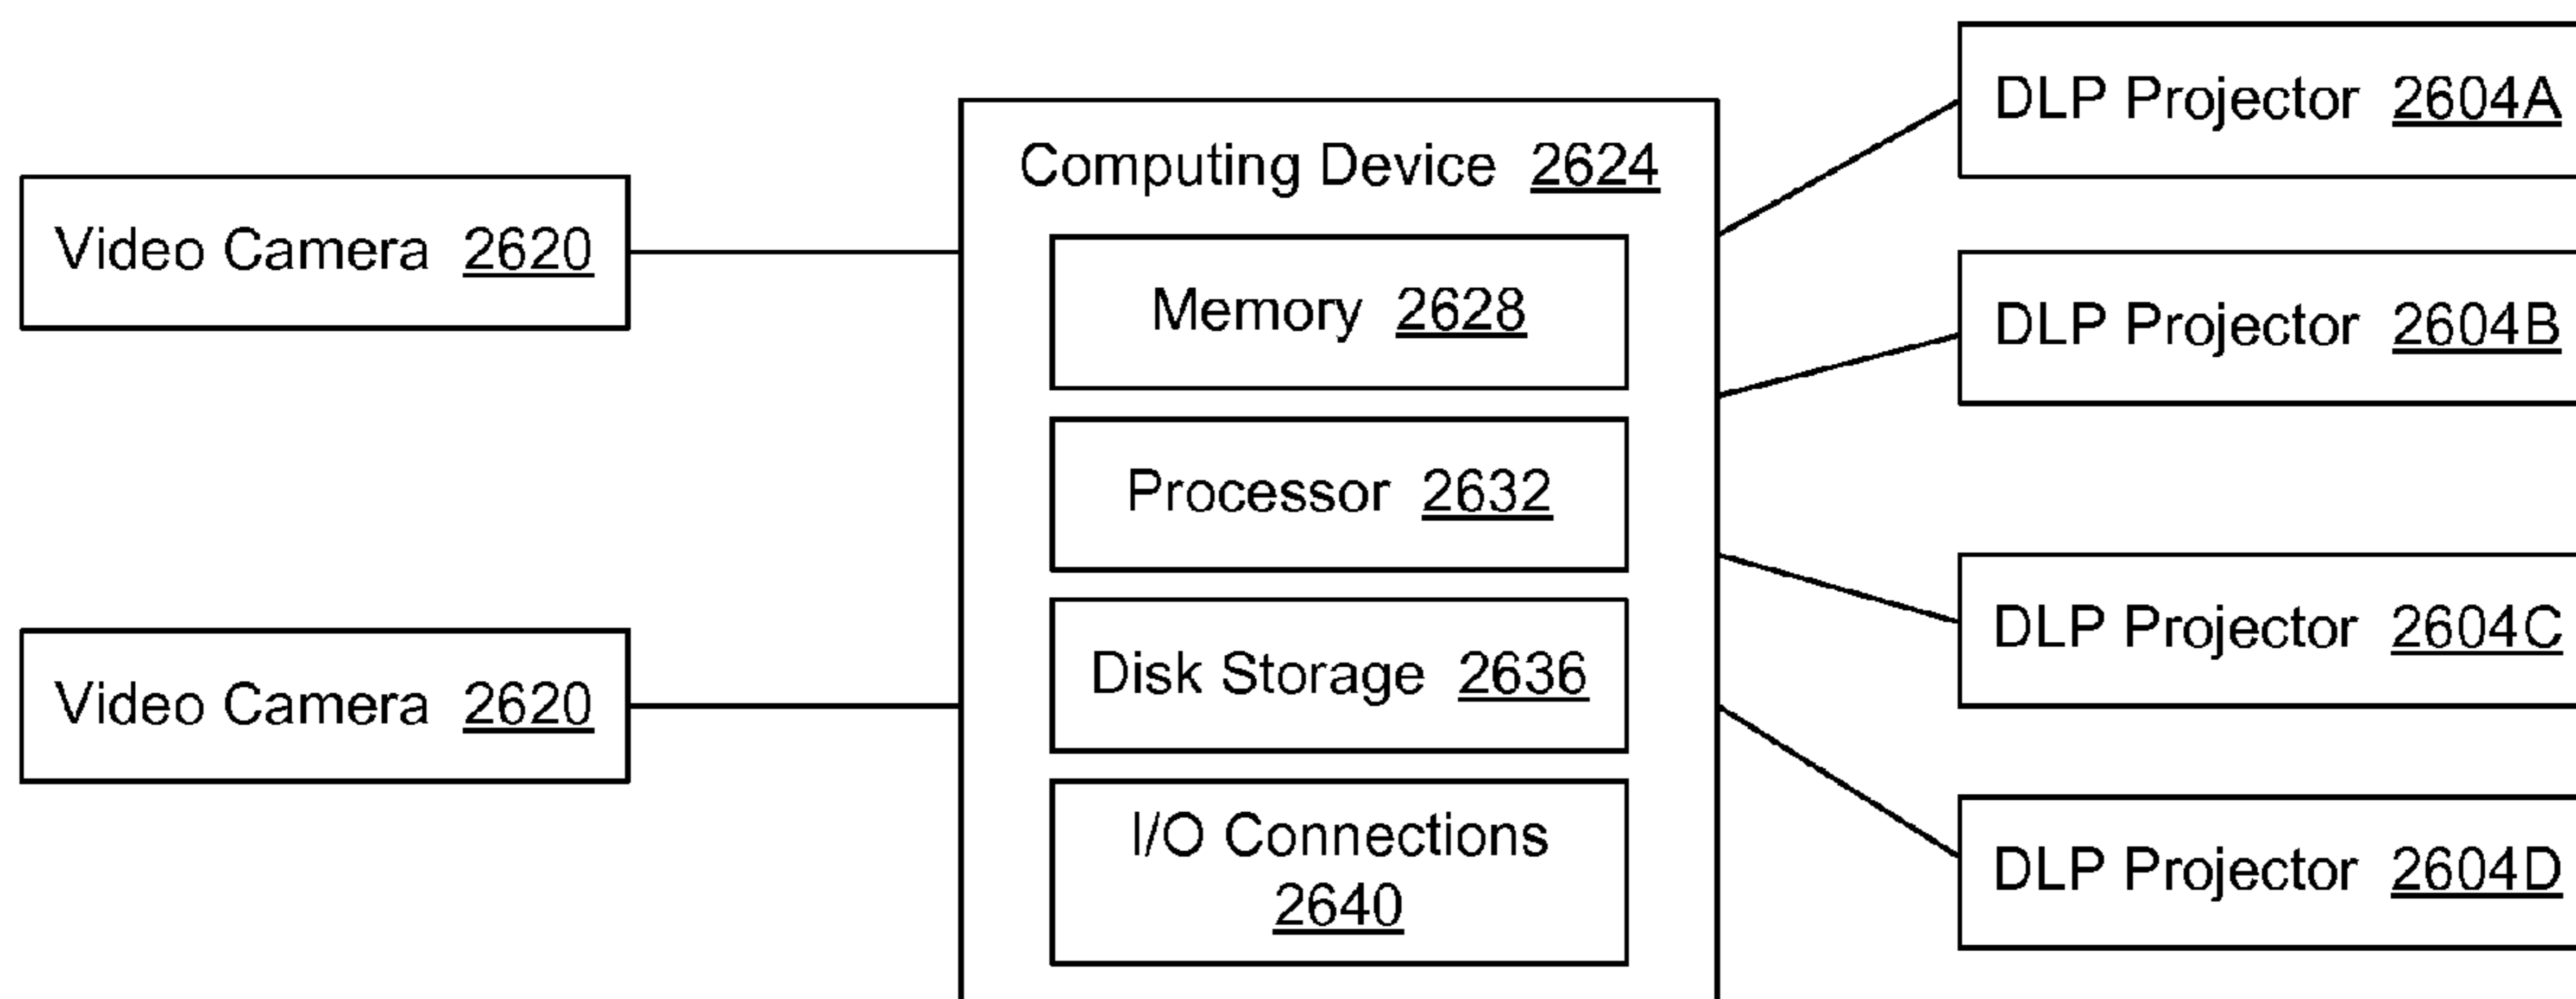 Video Camera 2620
Video Camera 2620
Computing Device 2624
Memory 2628
Processor 2632
Disk Storage 2636
I/O Connections
2640
DLP Projector 2604A
DLP Projector 2604B
DLP Projector 2604C
DLP Projector 2604D